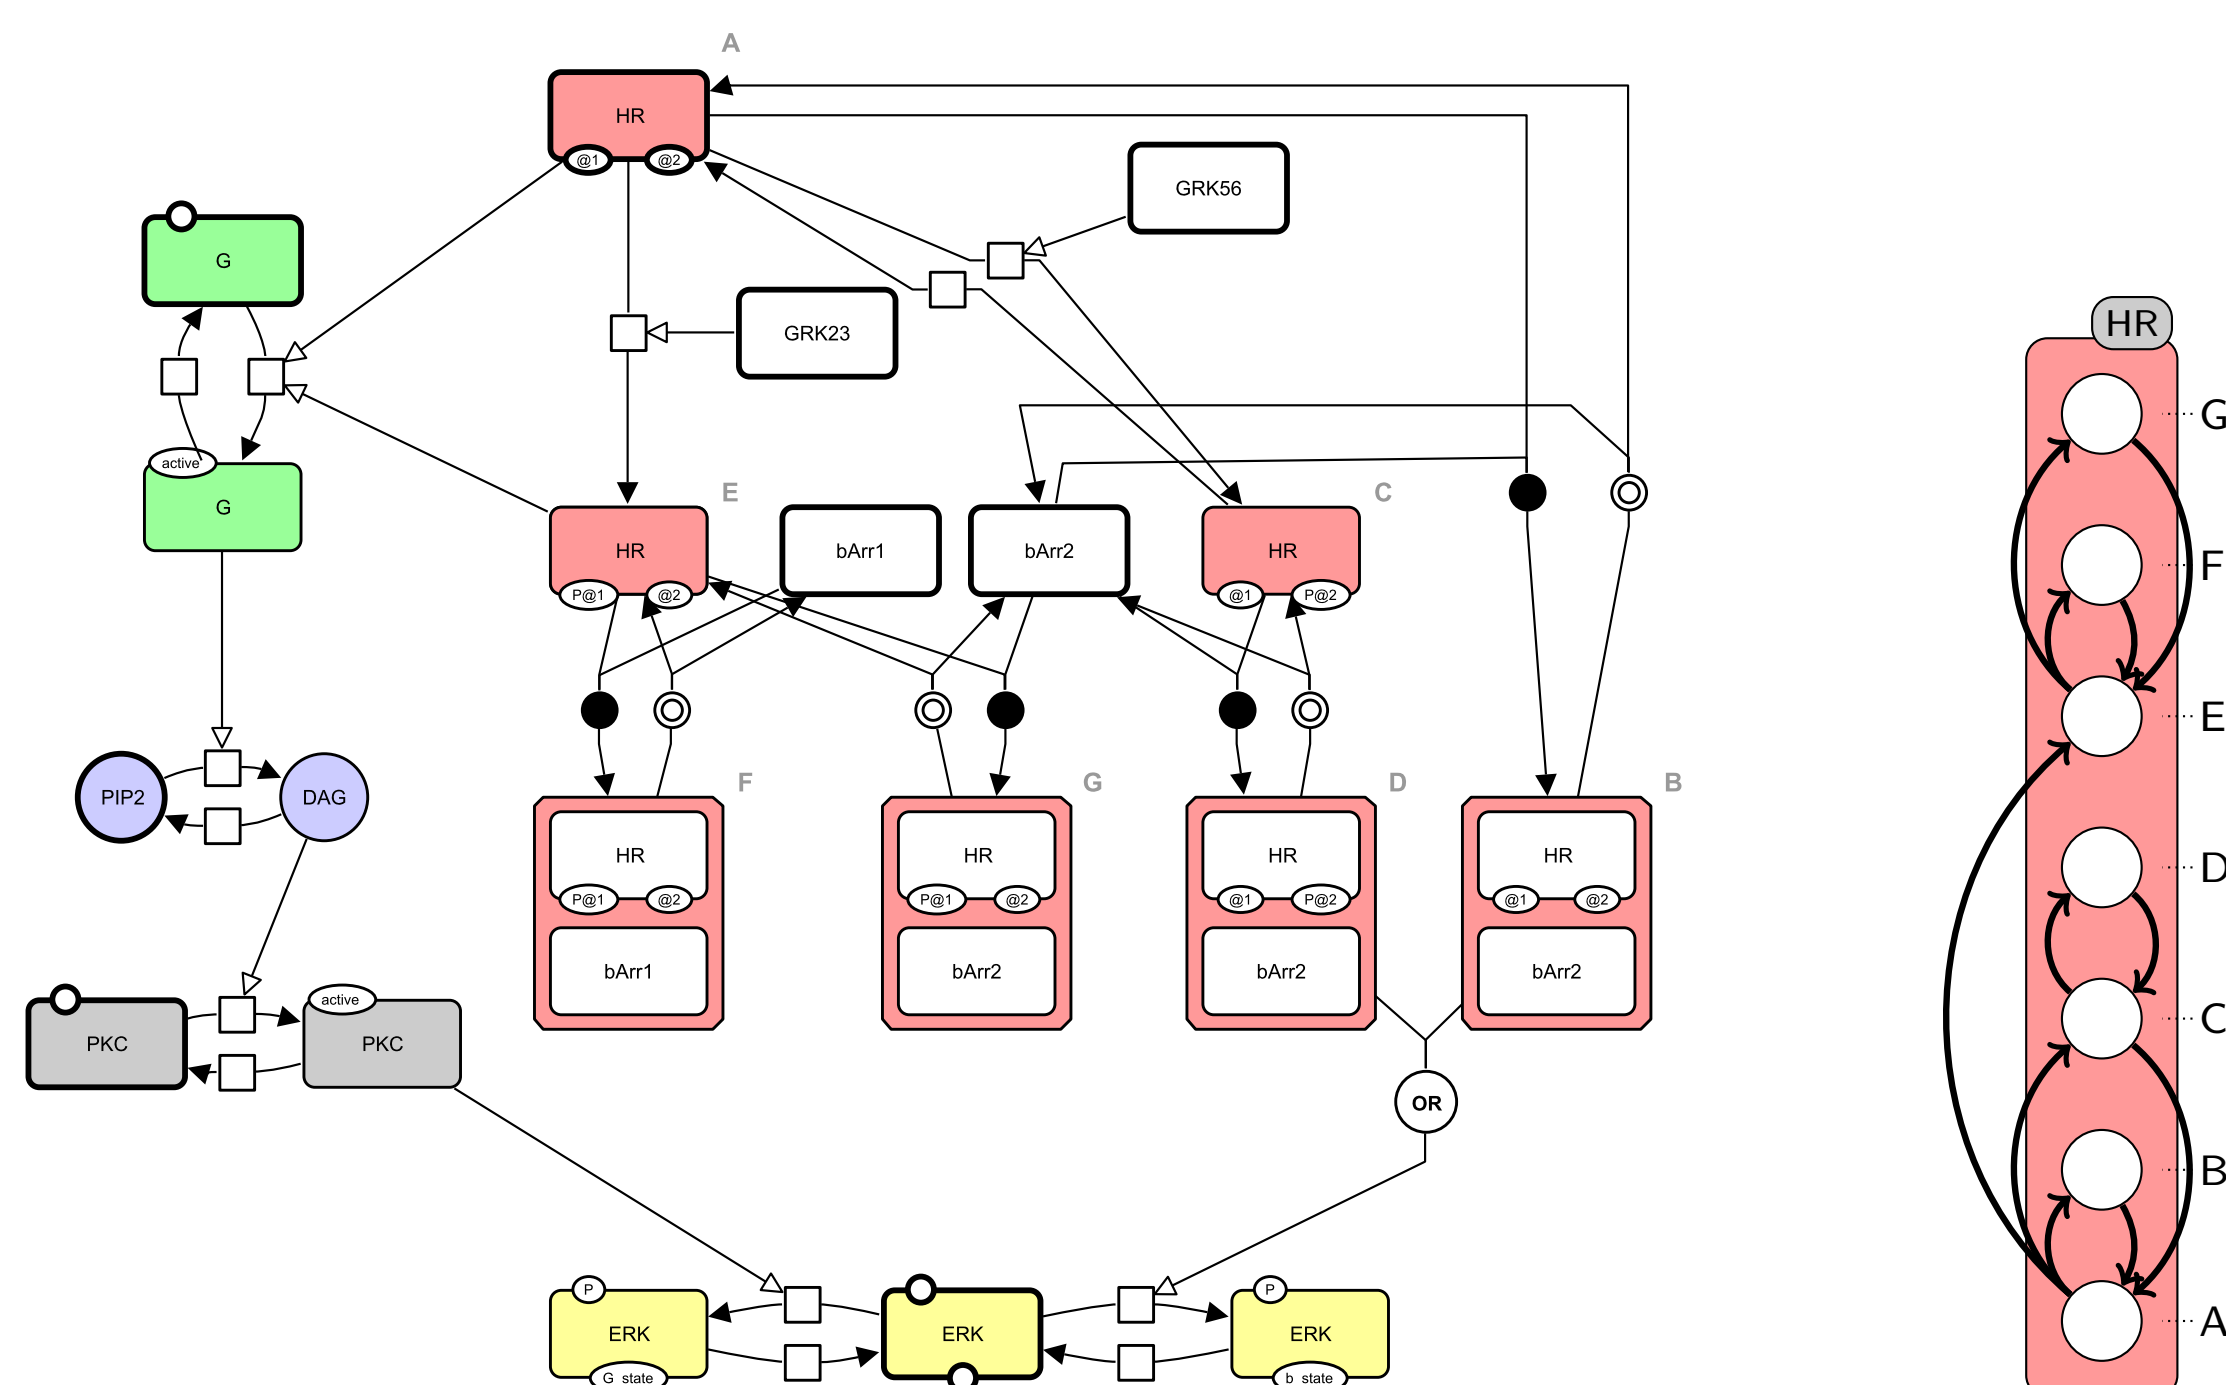 A
HR
@1
@2
GRK56
G
GRK23
HR
G
active
G
E
HR
P@1
@2
bArr1
bArr2
C
HR
@1
P@2
F
E
PIP2
DAG
F
HR
P@1
@2
bArr1
G
HR
P@1
@2
bArr2
D
HR
@1
P@2
bArr2
B
HR
@1
@2
bArr2
D
PKC
active
PKC
OR
C
B
P
ERK
G_state
ERK
P
ERK
b_state
A